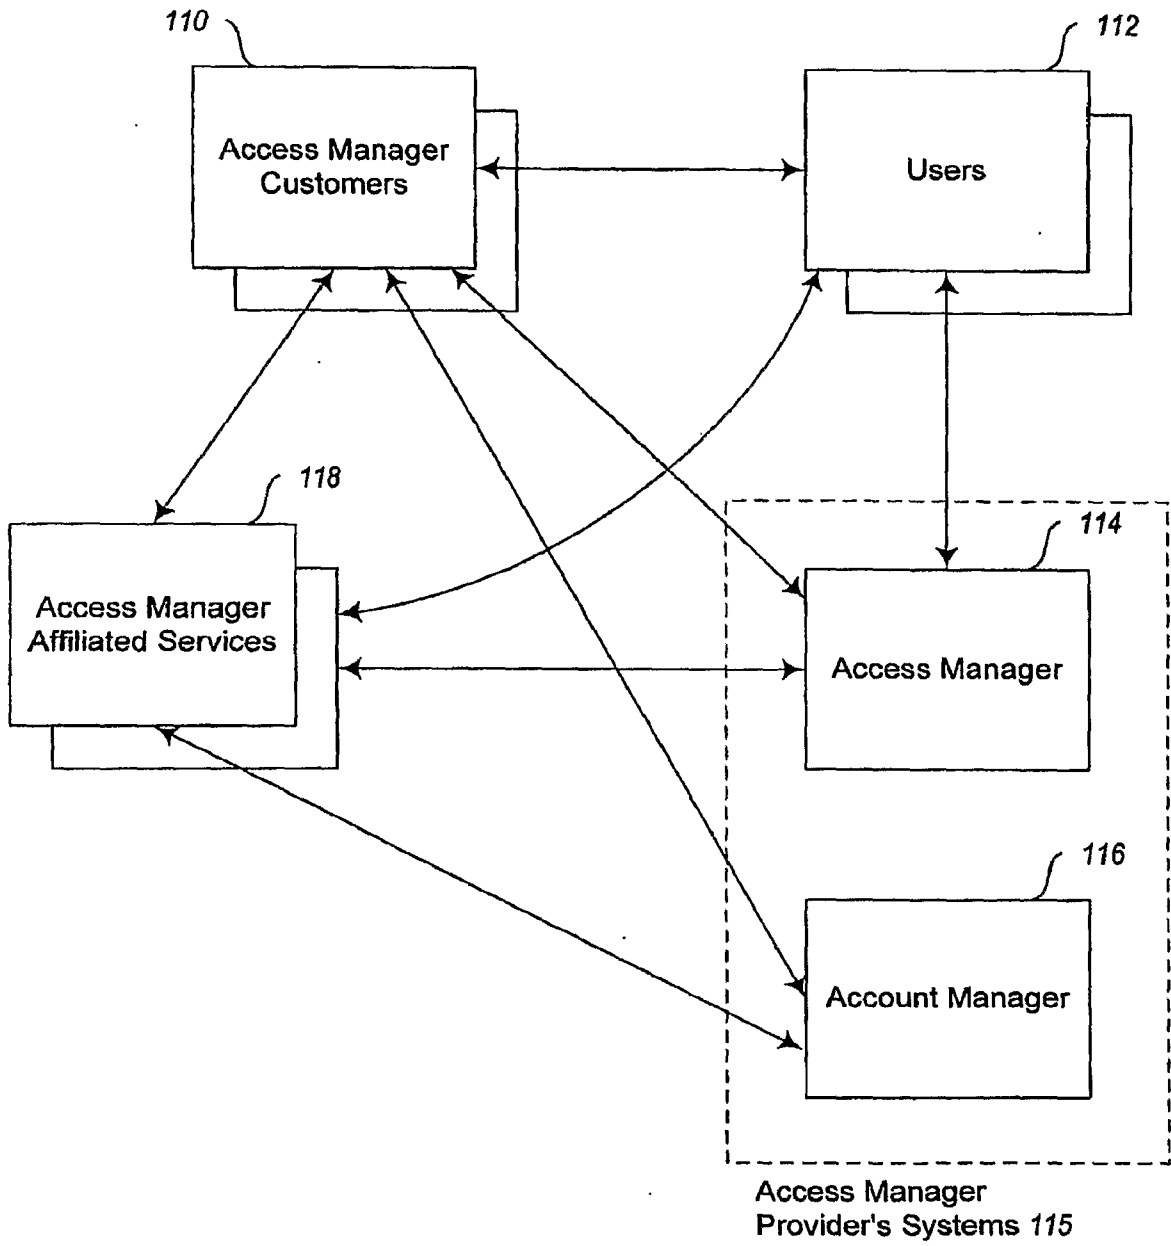 110
112
Access Manager
Customers
Users
118
114
Access Manager
Affiliated Services
Access Manager
116
Account Manager
Access Manager
Provider's Systems 115